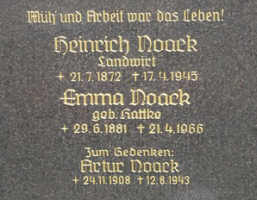 Müh' und Arbeit war das Leben!
Heinrich Noack
Landwirt
+ 21.7.1872 † 17.4.1945
Emma Noack
geb. Hattko
+ 29.6.1881 † 21.4.1966
Zum Gedenken:
Artur Noack
+ 24.11.1908 † 12.8.1943